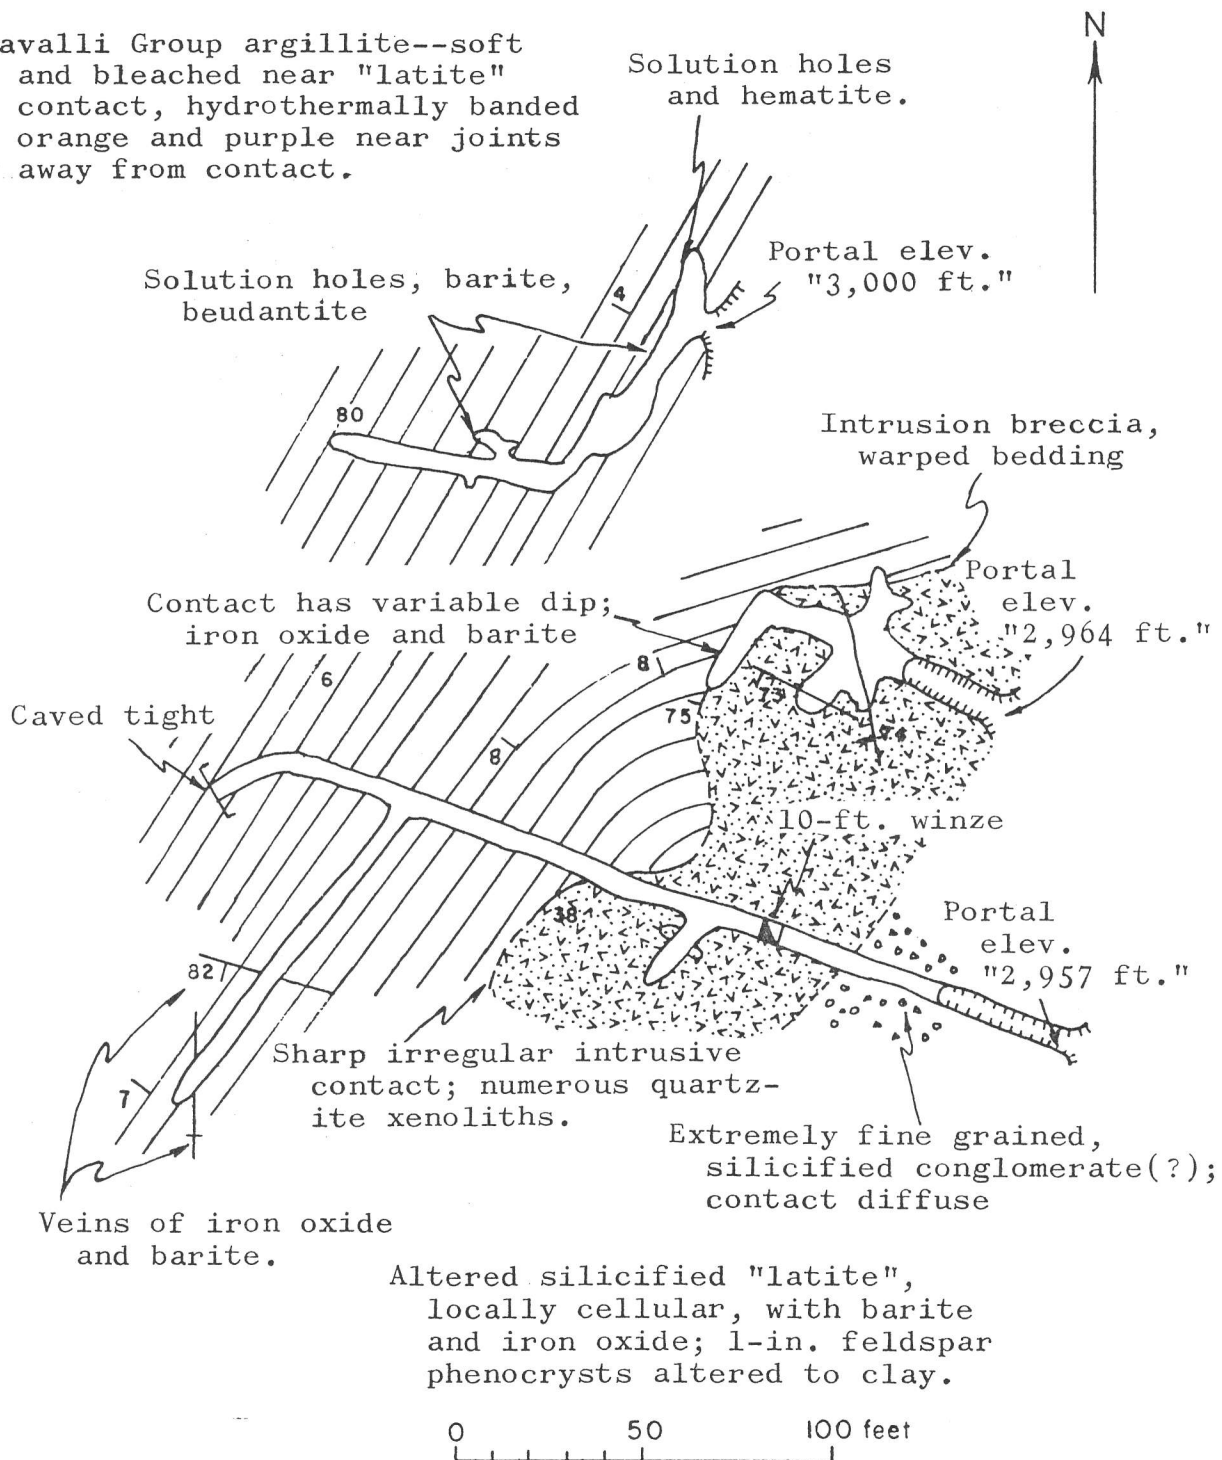 avalli Group argillite--soft
and bleached near "latite"
contact, hydrothermally banded
orange and purple near joints
away from contact.
Solution holes
and hematite.
N
Solution holes, barite,
beudantite
Portal elev.
"3,000 ft."
4
80
Intrusion breccia,
warped bedding
Contact has variable dip;
iron oxide and barite
Portal
elev.
"2,964 ft."
6
8
73
75
Caved tight
8
10-ft. winze
38
Portal
elev.
"2,957 ft."
82
7
Sharp irregular intrusive
contact; numerous quartz-
ite xenoliths.
Extremely fine grained,
silicified conglomerate(?);
contact diffuse
Veins of iron oxide
and barite.
Altered silicified "latite",
locally cellular, with barite
and iron oxide; 1-in. feldspar
phenocrysts altered to clay.
0 50 100 feet